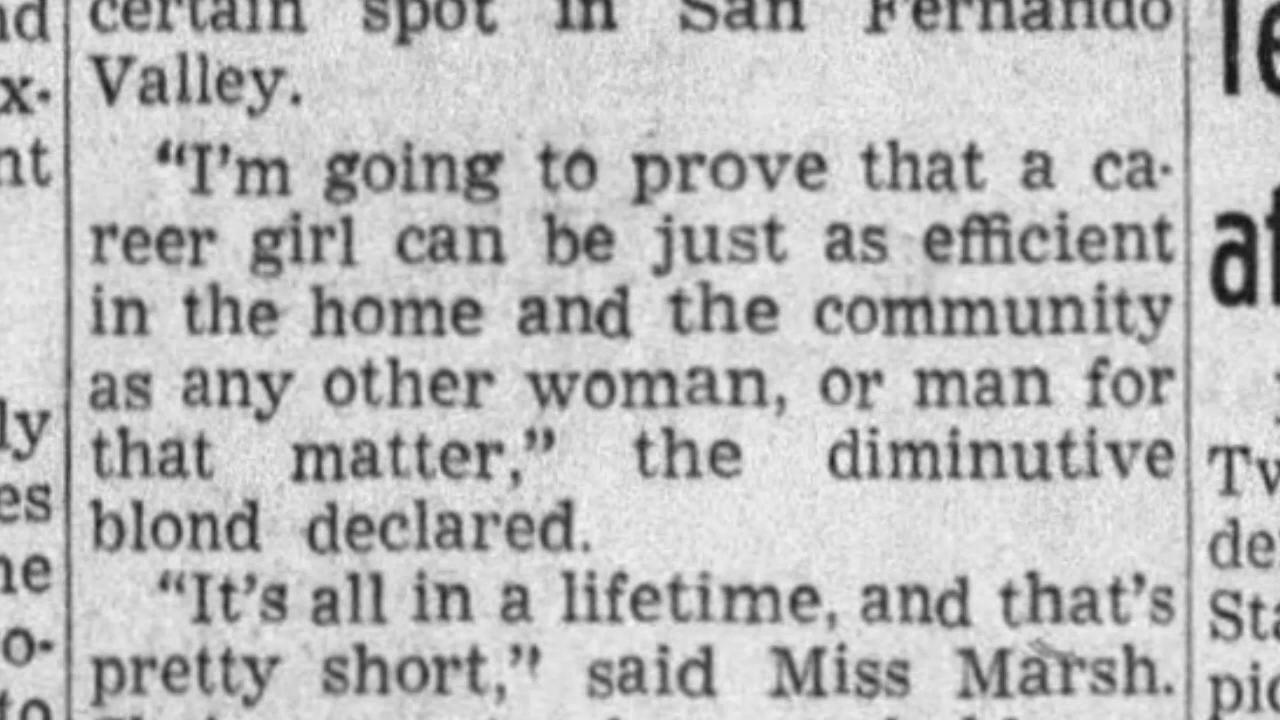 certain spot in San Fernando
Valley.
"I'm going to prove that a ca-
reer girl can be just as efficient
in the home and the community
as any other woman, or man for
that matter," the diminutive
blond declared.
"It's all in a lifetime, and that's
pretty short," said Miss Marsh.